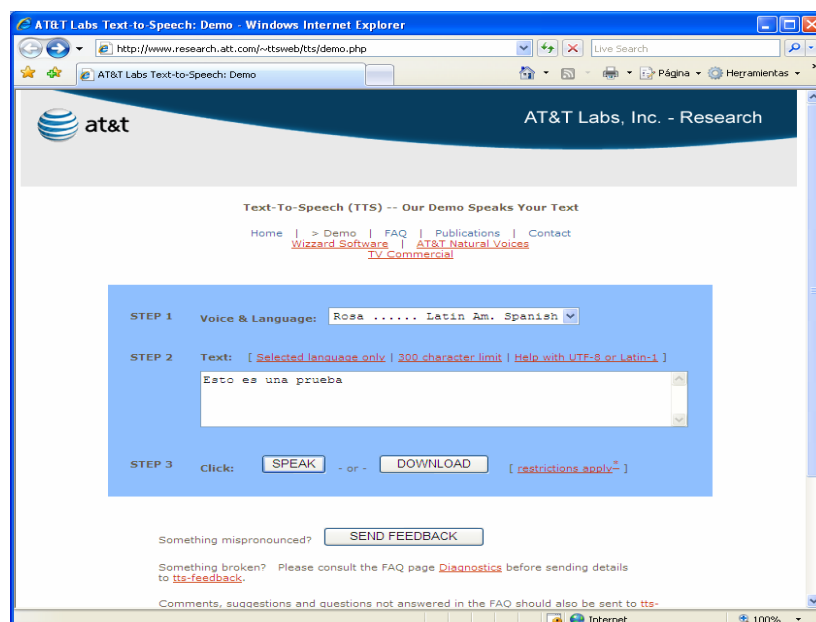 AT&T Labs Text-to-Speech: Demo - Windows Internet Explorer
http://www.research.att.com/~ttsweb/tts/demo.php
Live Search
AT&T Labs Text-to-Speech: Demo
Página
Herramientas
at&t
AT&T Labs, Inc. - Research
Text-To-Speech (TTS) -- Our Demo Speaks Your Text
Home | > Demo | FAQ | Publications | Contact
Wizzard Software | AT&T Natural Voices
TV Commercial
STEP 1 Voice & Language: Rosa ...... Latin Am. Spanish
STEP 2 Text: [ Selected language only | 300 character limit | Help with UTF-8 or Latin-1 ]
Esto es una prueba
STEP 3 Click: SPEAK - or - DOWNLOAD [ restrictions apply* ]
Something mispronounced? SEND FEEDBACK
Something broken? Please consult the FAQ page Diagnostics before sending details
to tts-feedback.
Comments, suggestions and questions not answered in the FAQ should also be sent to tts-
Internet 100%